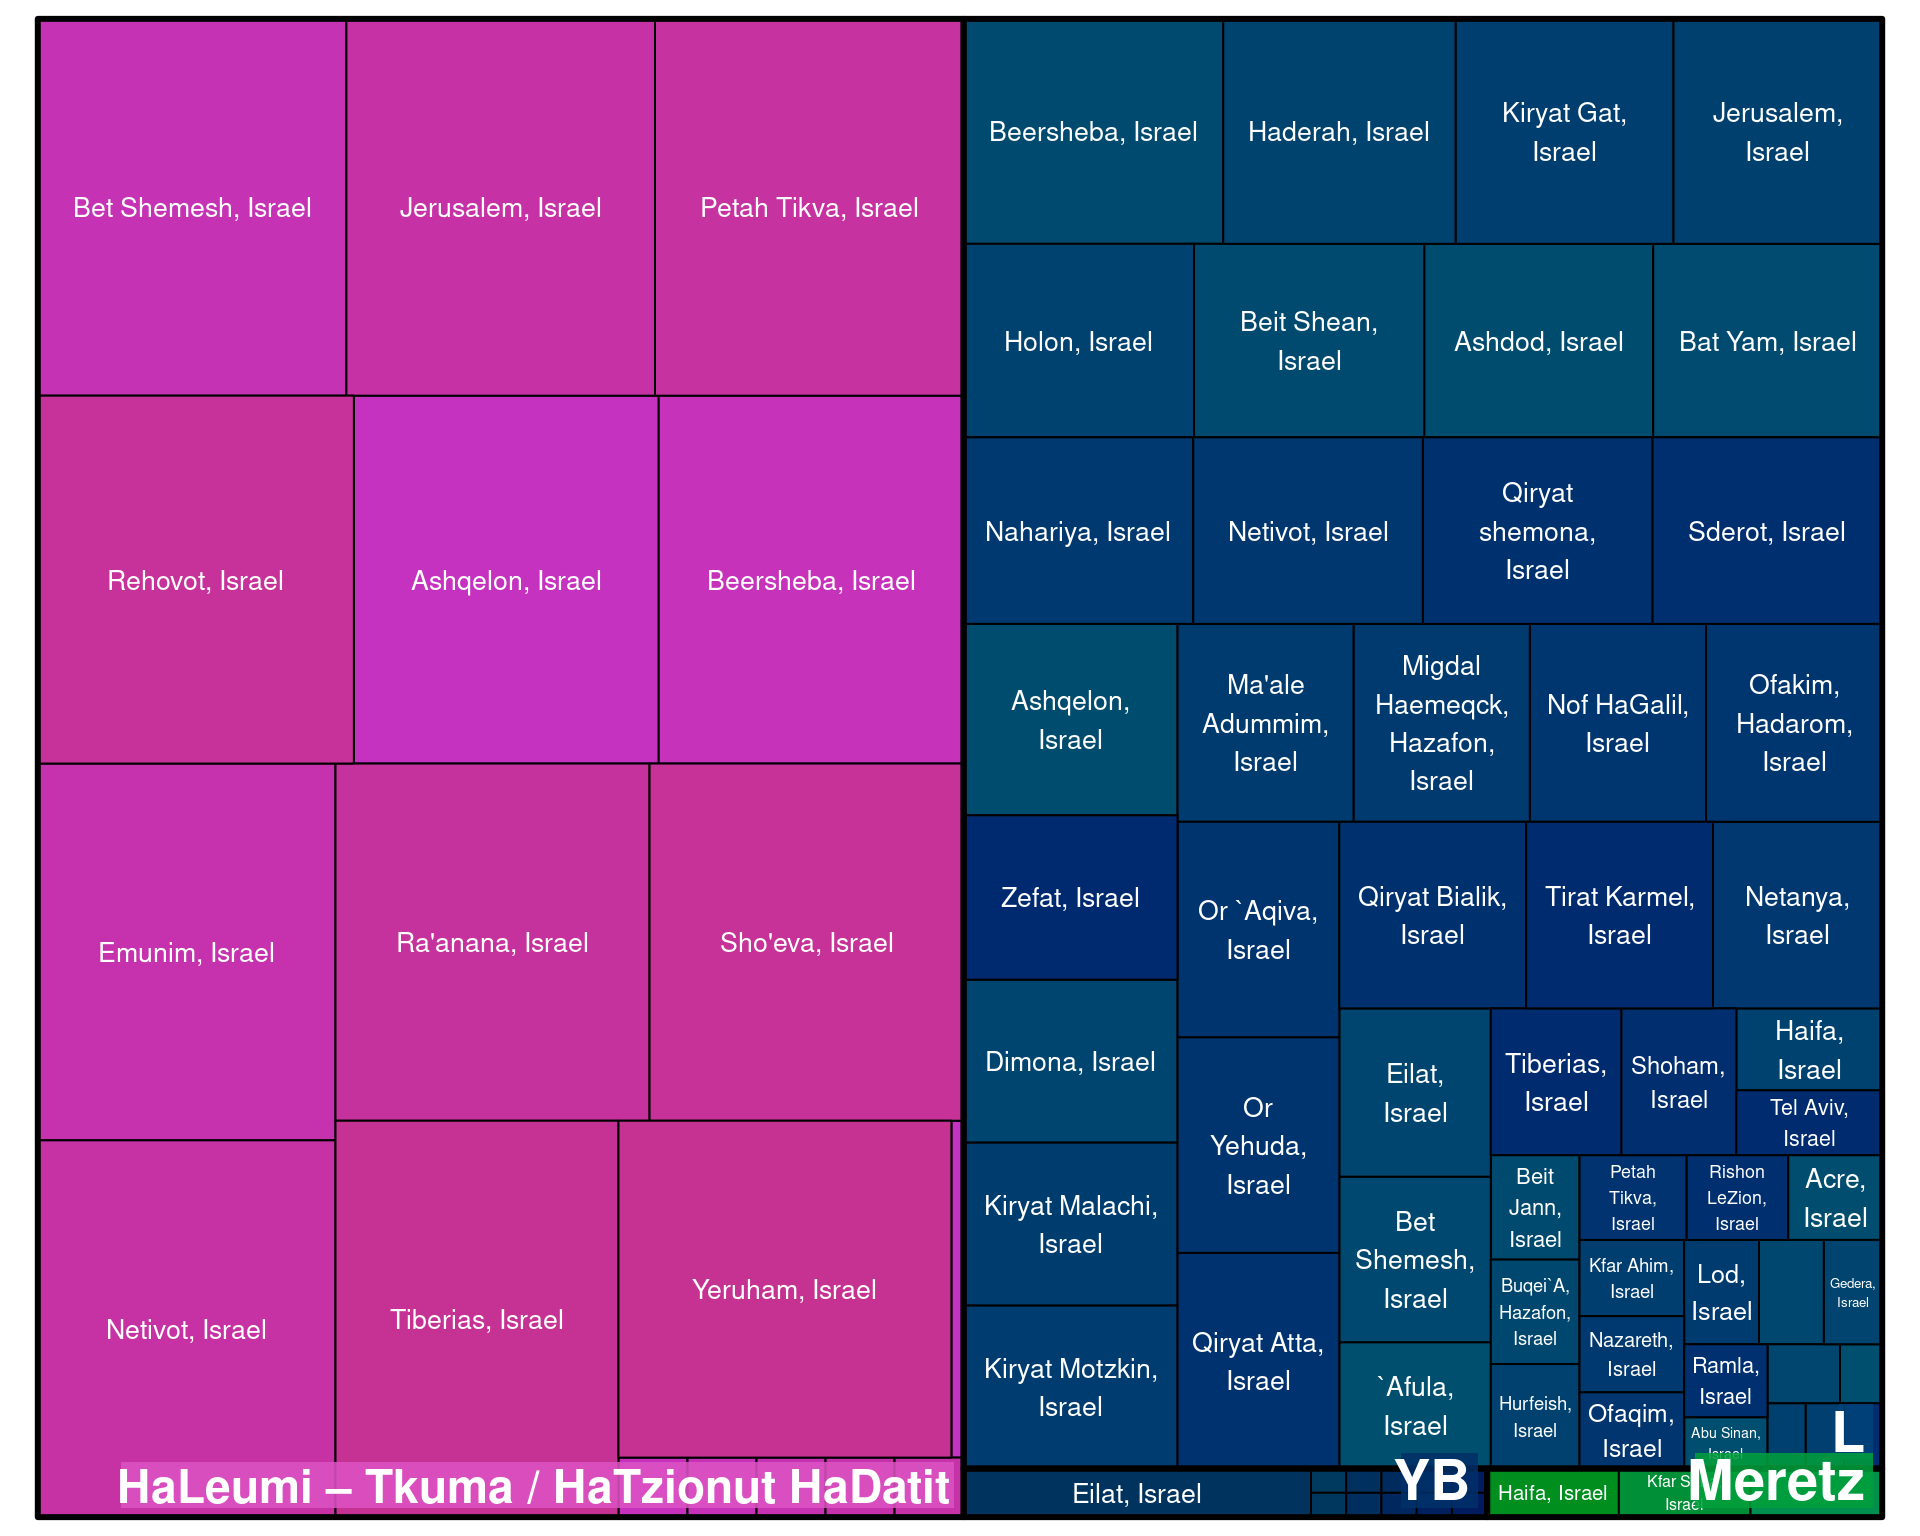 Bet Shemesh, Israel
Jerusalem, Israel
Petah Tikva, Israel
Rehovot, Israel
Ashqelon, Israel
Beersheba, Israel
Emunim, Israel
Ra'anana, Israel
Sho'eva, Israel
Netivot, Israel
Tiberias, Israel
Yeruham, Israel
HaLeumi – Tkuma / HaTzionut HaDatit
Beersheba, Israel
Haderah, Israel
Kiryat Gat,
Israel
Jerusalem,
Israel
Holon, Israel
Beit Shean,
Israel
Ashdod, Israel
Bat Yam, Israel
Nahariya, Israel
Netivot, Israel
Qiryat
shemona,
Israel
Sderot, Israel
Ashqelon,
Israel
Ma'ale
Adummim,
Israel
Migdal
Haemeqck,
Hazafon,
Israel
Nof HaGalil,
Israel
Ofakim,
Hadarom,
Israel
Zefat, Israel
Or `Aqiva,
Israel
Qiryat Bialik,
Israel
Tirat Karmel,
Israel
Netanya,
Israel
Dimona, Israel
Or
Yehuda,
Israel
Eilat,
Israel
Tiberias,
Israel
Shoham,
Israel
Haifa,
Israel
Tel Aviv,
Israel
Kiryat Malachi,
Israel
Bet
Shemesh,
Israel
Beit
Jann,
Israel
Petah
Tikva,
Israel
Rishon
LeZion,
Israel
Acre,
Israel
Kiryat Motzkin,
Israel
Qiryat Atta,
Israel
`Afula,
Israel
Buqei`A,
Hazafon,
Israel
Kfar Ahim,
Israel
Lod,
Israel
Gedera,
Israel
Nazareth,
Israel
Ramla,
Israel
Hurfeish,
Israel
Ofaqim,
Israel
Abu Sinan,
Israel
L
Eilat, Israel
YB
Haifa, Israel
Kfar
Israel
Meretz